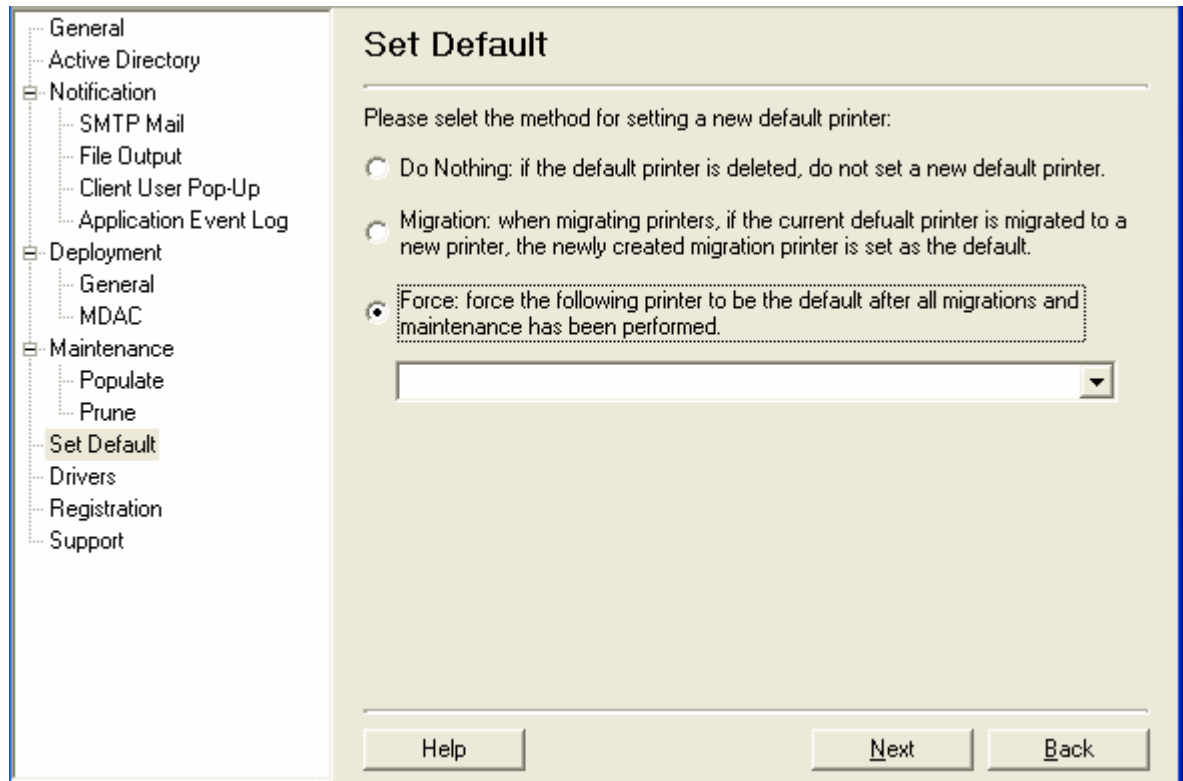 General
Active Directory
Notification
SMTP Mail
File Output
Client User Pop-Up
Application Event Log
Deployment
General
MDAC
Maintenance
Populate
Prune
Set Default
Drivers
Registration
Support
Set Default
Please selet the method for setting a new default printer:
Do Nothing: if the default printer is deleted, do not set a new default printer.
Migration: when migrating printers, if the current defualt printer is migrated to a
new printer, the newly created migration printer is set as the default.
Force: force the following printer to be the default after all migrations and
maintenance has been performed.
Help
Next
Back